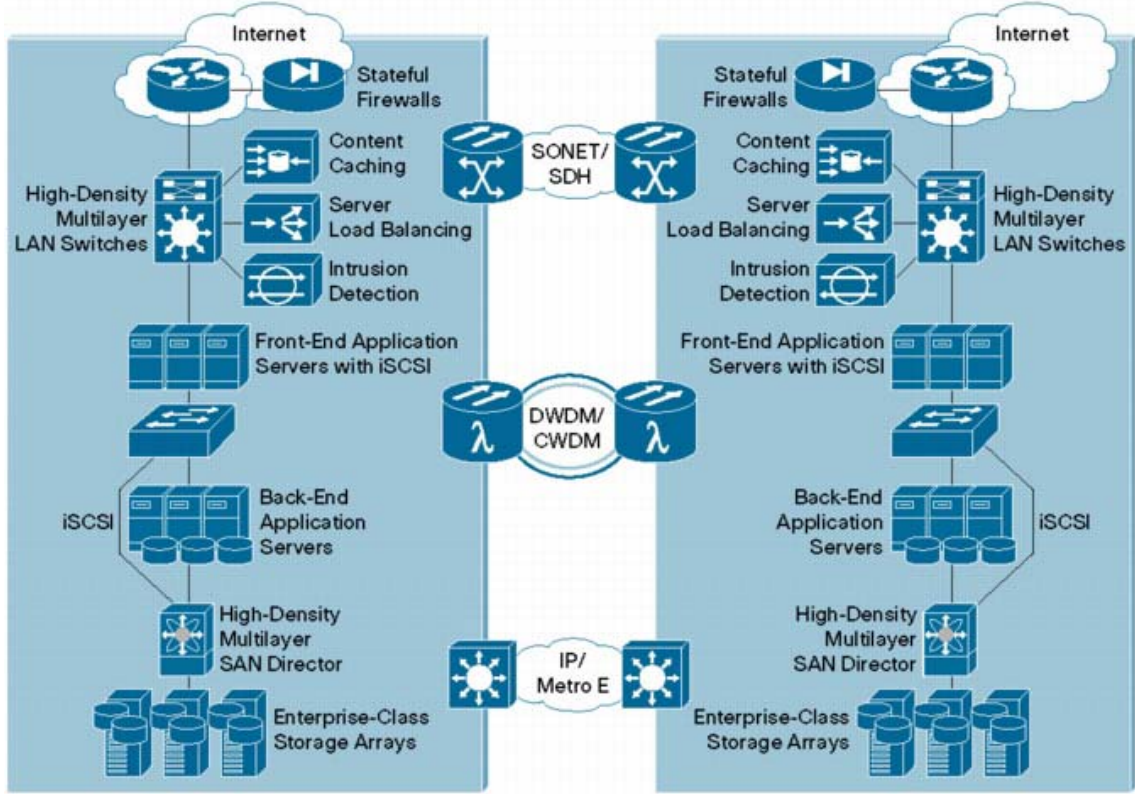 Internet
Stateful
Firewalls
Content
Caching
High-Density
Multilayer
LAN Switches
Server
Load Balancing
Intrusion
Detection
Front-End Application
Servers with iSCSI
iSCSI
Back-End
Application
Servers
High-Density
Multilayer
SAN Director
Enterprise-Class
Storage Arrays
SONET/
SDH
DWDM/
CWDM
λ
λ
IP/
Metro E
Internet
Stateful
Firewalls
Content
Caching
High-Density
Multilayer
LAN Switches
Server
Load Balancing
Intrusion
Detection
Front-End Application
Servers with iSCSI
Back-End
Application
Servers
iSCSI
High-Density
Multilayer
SAN Director
Enterprise-Class
Storage Arrays